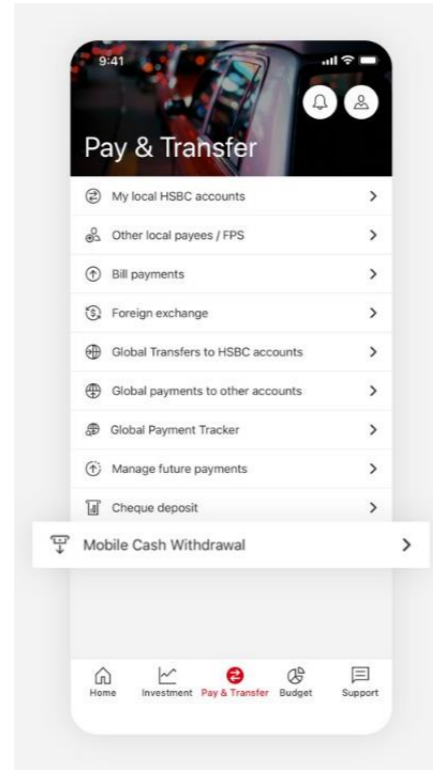 9:41
Pay & Transfer
My local HSBC accounts
Other local payees / FPS
Bill payments
Foreign exchange
Global Transfers to HSBC accounts
Global payments to other accounts
Global Payment Tracker
Manage future payments
Cheque deposit
Mobile Cash Withdrawal
Home Investment Pay & Transfer Budget Support